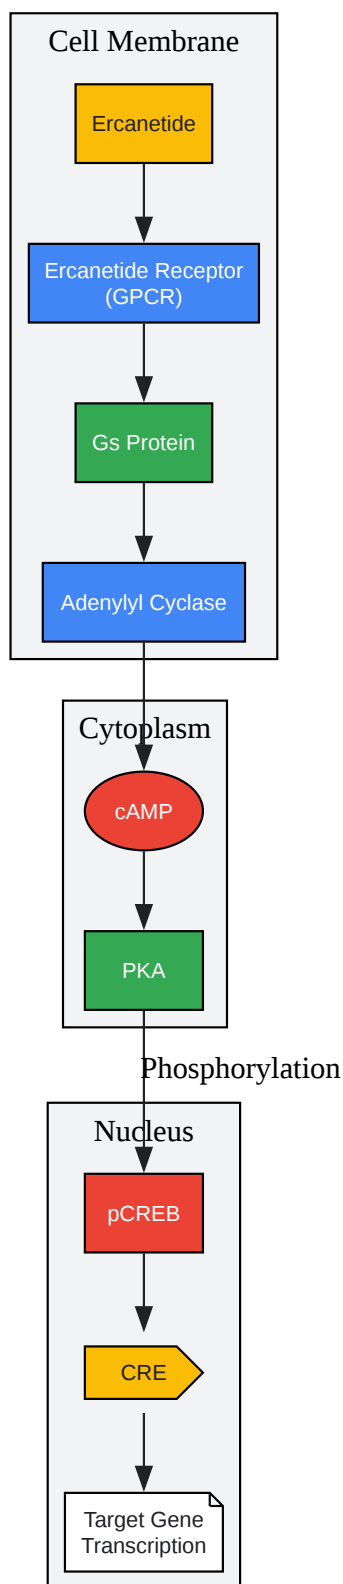 Cell Membrane
Ercanetide
Ercanetide Receptor
(GPCR)
Gs Protein
Adenylyl Cyclase
Cytoplasm
cAMP
PKA
Phosphorylation
Nucleus
pCREB
CRE
Target Gene
Transcription